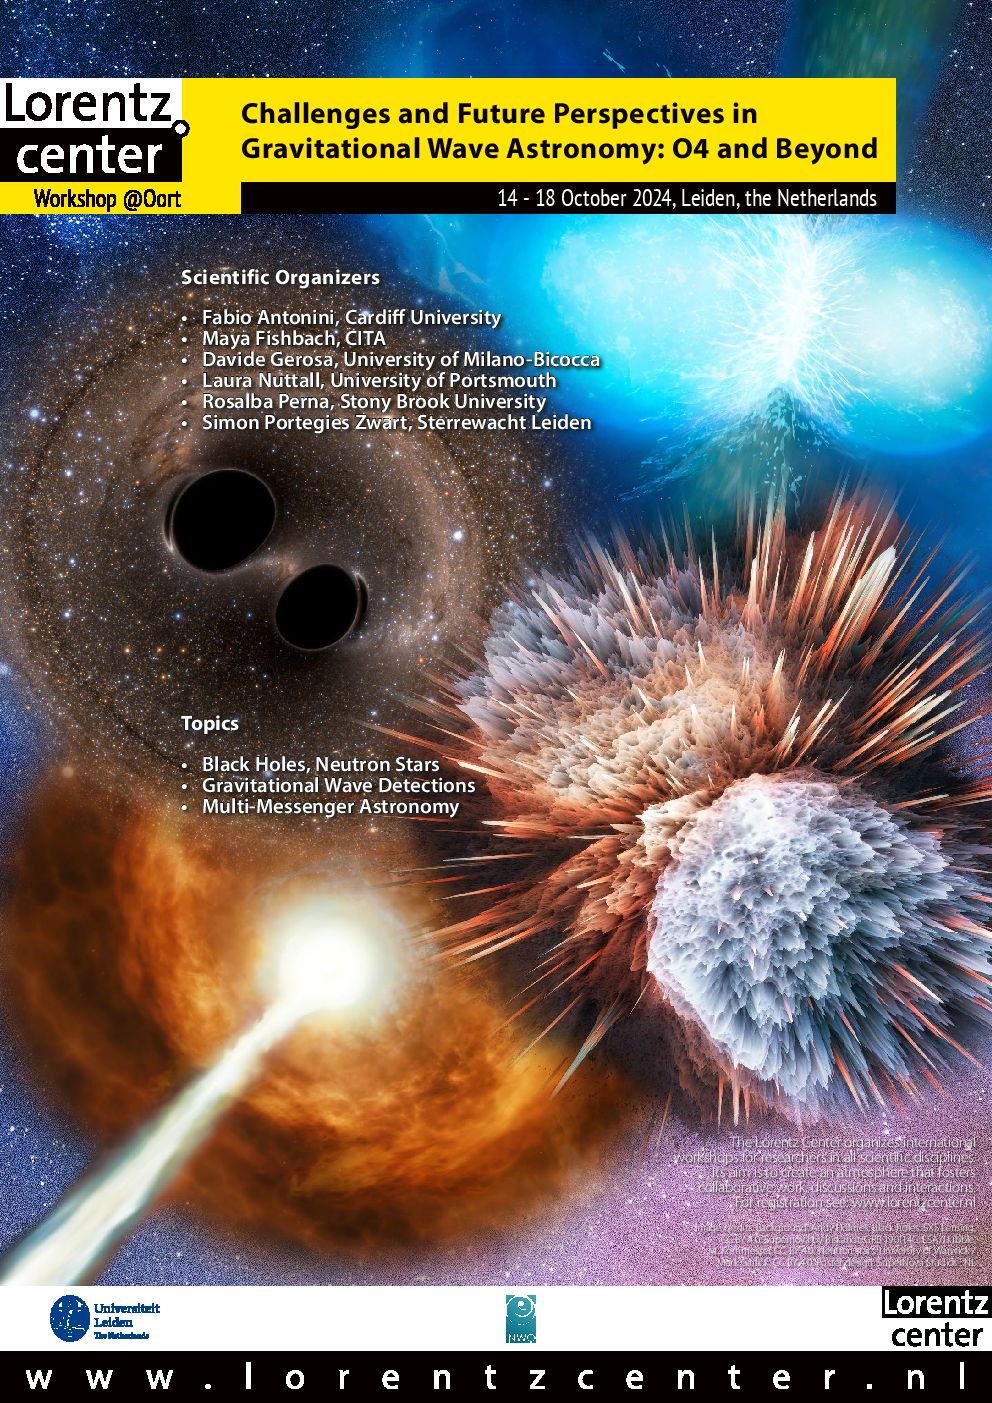 Lorentz
center
Workshop @Oort
Challenges and Future Perspectives in
Gravitational Wave Astronomy: O4 and Beyond
14 - 18 October 2024, Leiden, the Netherlands
Scientific Organizers
• Fabio Antonini, Cardiff University
• Maya Fishbach, CITA
• Davide Gerosa, University of Milano-Bicocca
• Laura Nuttall, University of Portsmouth
• Rosalba Perna, Stony Brook University
• Simon Portegies Zwart, Sterrewacht Leiden
Topics
• Black Holes, Neutron Stars
• Gravitational Wave Detections
• Multi-Messenger Astronomy
The Lorentz Center organizes international
workshops for researchers in all scientific disciplines.
Its aim is to create an atmosphere that fosters
collaborative work, discussions and interactions.
For registration see: www.lorentzcenter.nl
Universiteit
Leiden
The Netherlands
NWO
Lorentz
center
www.lorentzcenter.nl